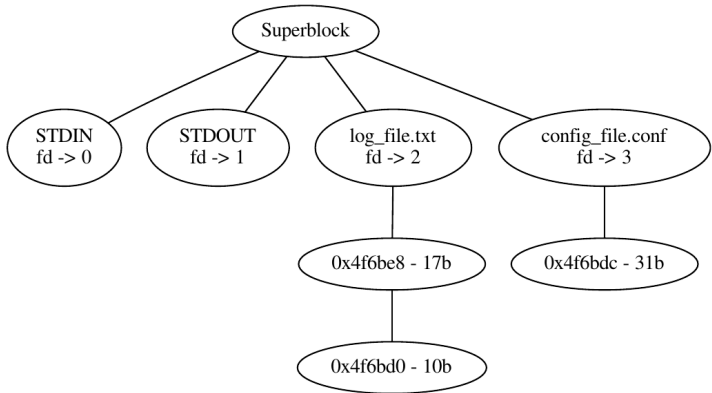 Superblock
STDIN
fd -> 0
STDOUT
fd -> 1
log_file.txt
fd -> 2
config_file.conf
fd -> 3
0x4f6be8 - 17b
0x4f6bdc - 31b
0x4f6bd0 - 10b